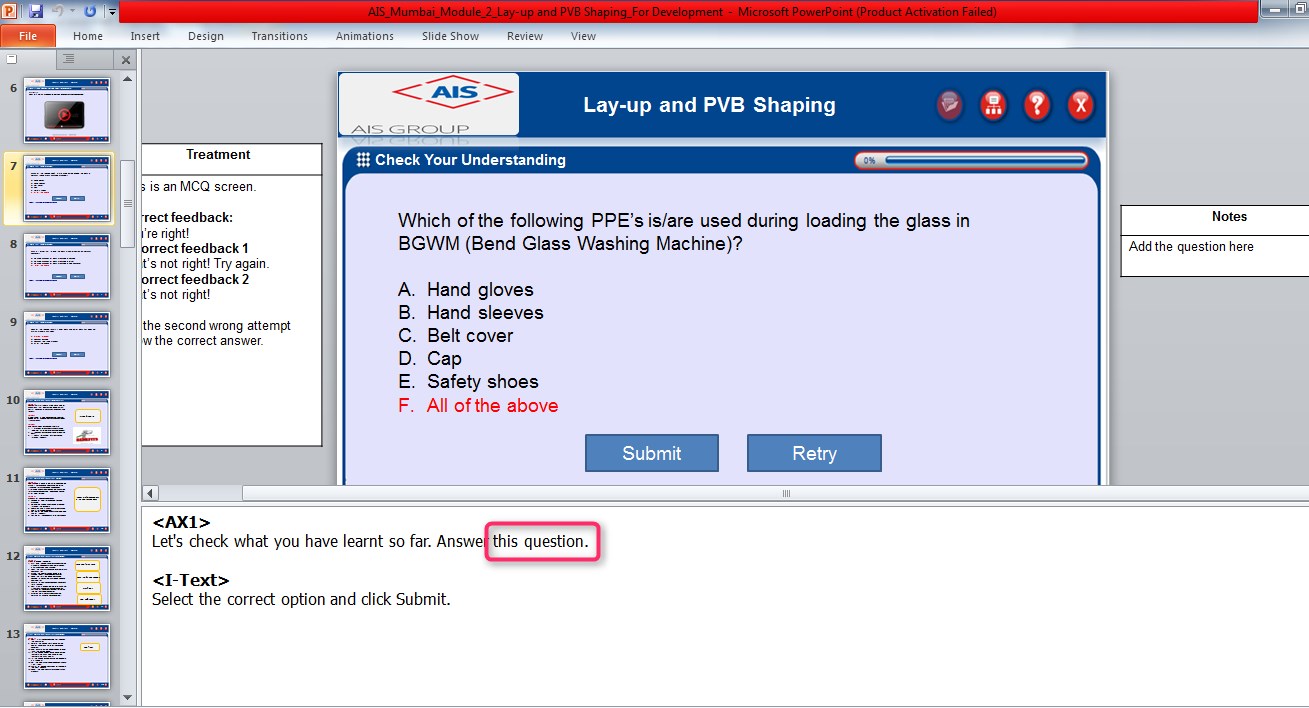 AIS_Mumbai_Module_2_Lay-up and PVB Shaping_For Development - Microsoft PowerPoint (Product Activation Failed)
File Home Insert Design Transitions Animations Slide Show Review View
6
7
8
9
10
11
12
13
Treatment
s is an MCQ screen.
rrect feedback:
're right!
orrect feedback 1
t's not right! Try again.
orrect feedback 2
t's not right!
the second wrong attempt
w the correct answer.
AIS
AIS GROUP
Lay-up and PVB Shaping
Check Your Understanding
0%
Which of the following PPE's is/are used during loading the glass in
BGWM (Bend Glass Washing Machine)?
A. Hand gloves
B. Hand sleeves
C. Belt cover
D. Cap
E. Safety shoes
F. All of the above
Submit Retry
Notes
Add the question here
<AX1>
Let's check what you have learnt so far. Answer this question.
<I-Text>
Select the correct option and click Submit.